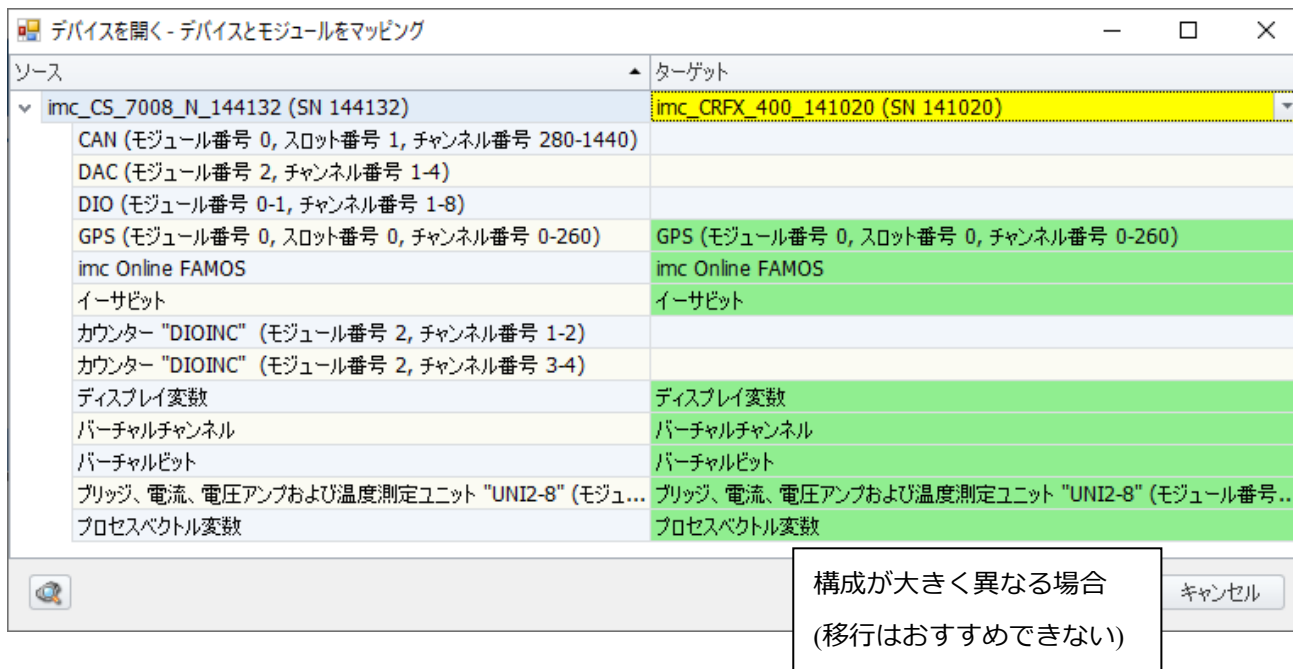 デバイスを開く - デバイスとモジュールをマッピング
ソース ターゲット
imc_CS_7008_N_144132 (SN 144132) imc_CRFX_400_141020 (SN 141020)
CAN (モジュール番号 0, スロット番号 1, チャンネル番号 280-1440)
DAC (モジュール番号 2, チャンネル番号 1-4)
DIO (モジュール番号 0-1, チャンネル番号 1-8)
GPS (モジュール番号 0, スロット番号 0, チャンネル番号 0-260) GPS (モジュール番号 0, スロット番号 0, チャンネル番号 0-260)
imc Online FAMOS imc Online FAMOS
イーサビット イーサビット
カウンター "DIOINC" (モジュール番号 2, チャンネル番号 1-2)
カウンター "DIOINC" (モジュール番号 2, チャンネル番号 3-4)
ディスプレイ変数 ディスプレイ変数
バーチャルチャンネル バーチャルチャンネル
バーチャルビット バーチャルビット
ブリッジ、電流、電圧アンプおよび温度測定ユニット "UNI2-8" (モジュ... ブリッジ、電流、電圧アンプおよび温度測定ユニット "UNI2-8" (モジュール番号...
プロセスベクトル変数 プロセスベクトル変数
構成が大きく異なる場合
(移行はおすすめできない)
キャンセル